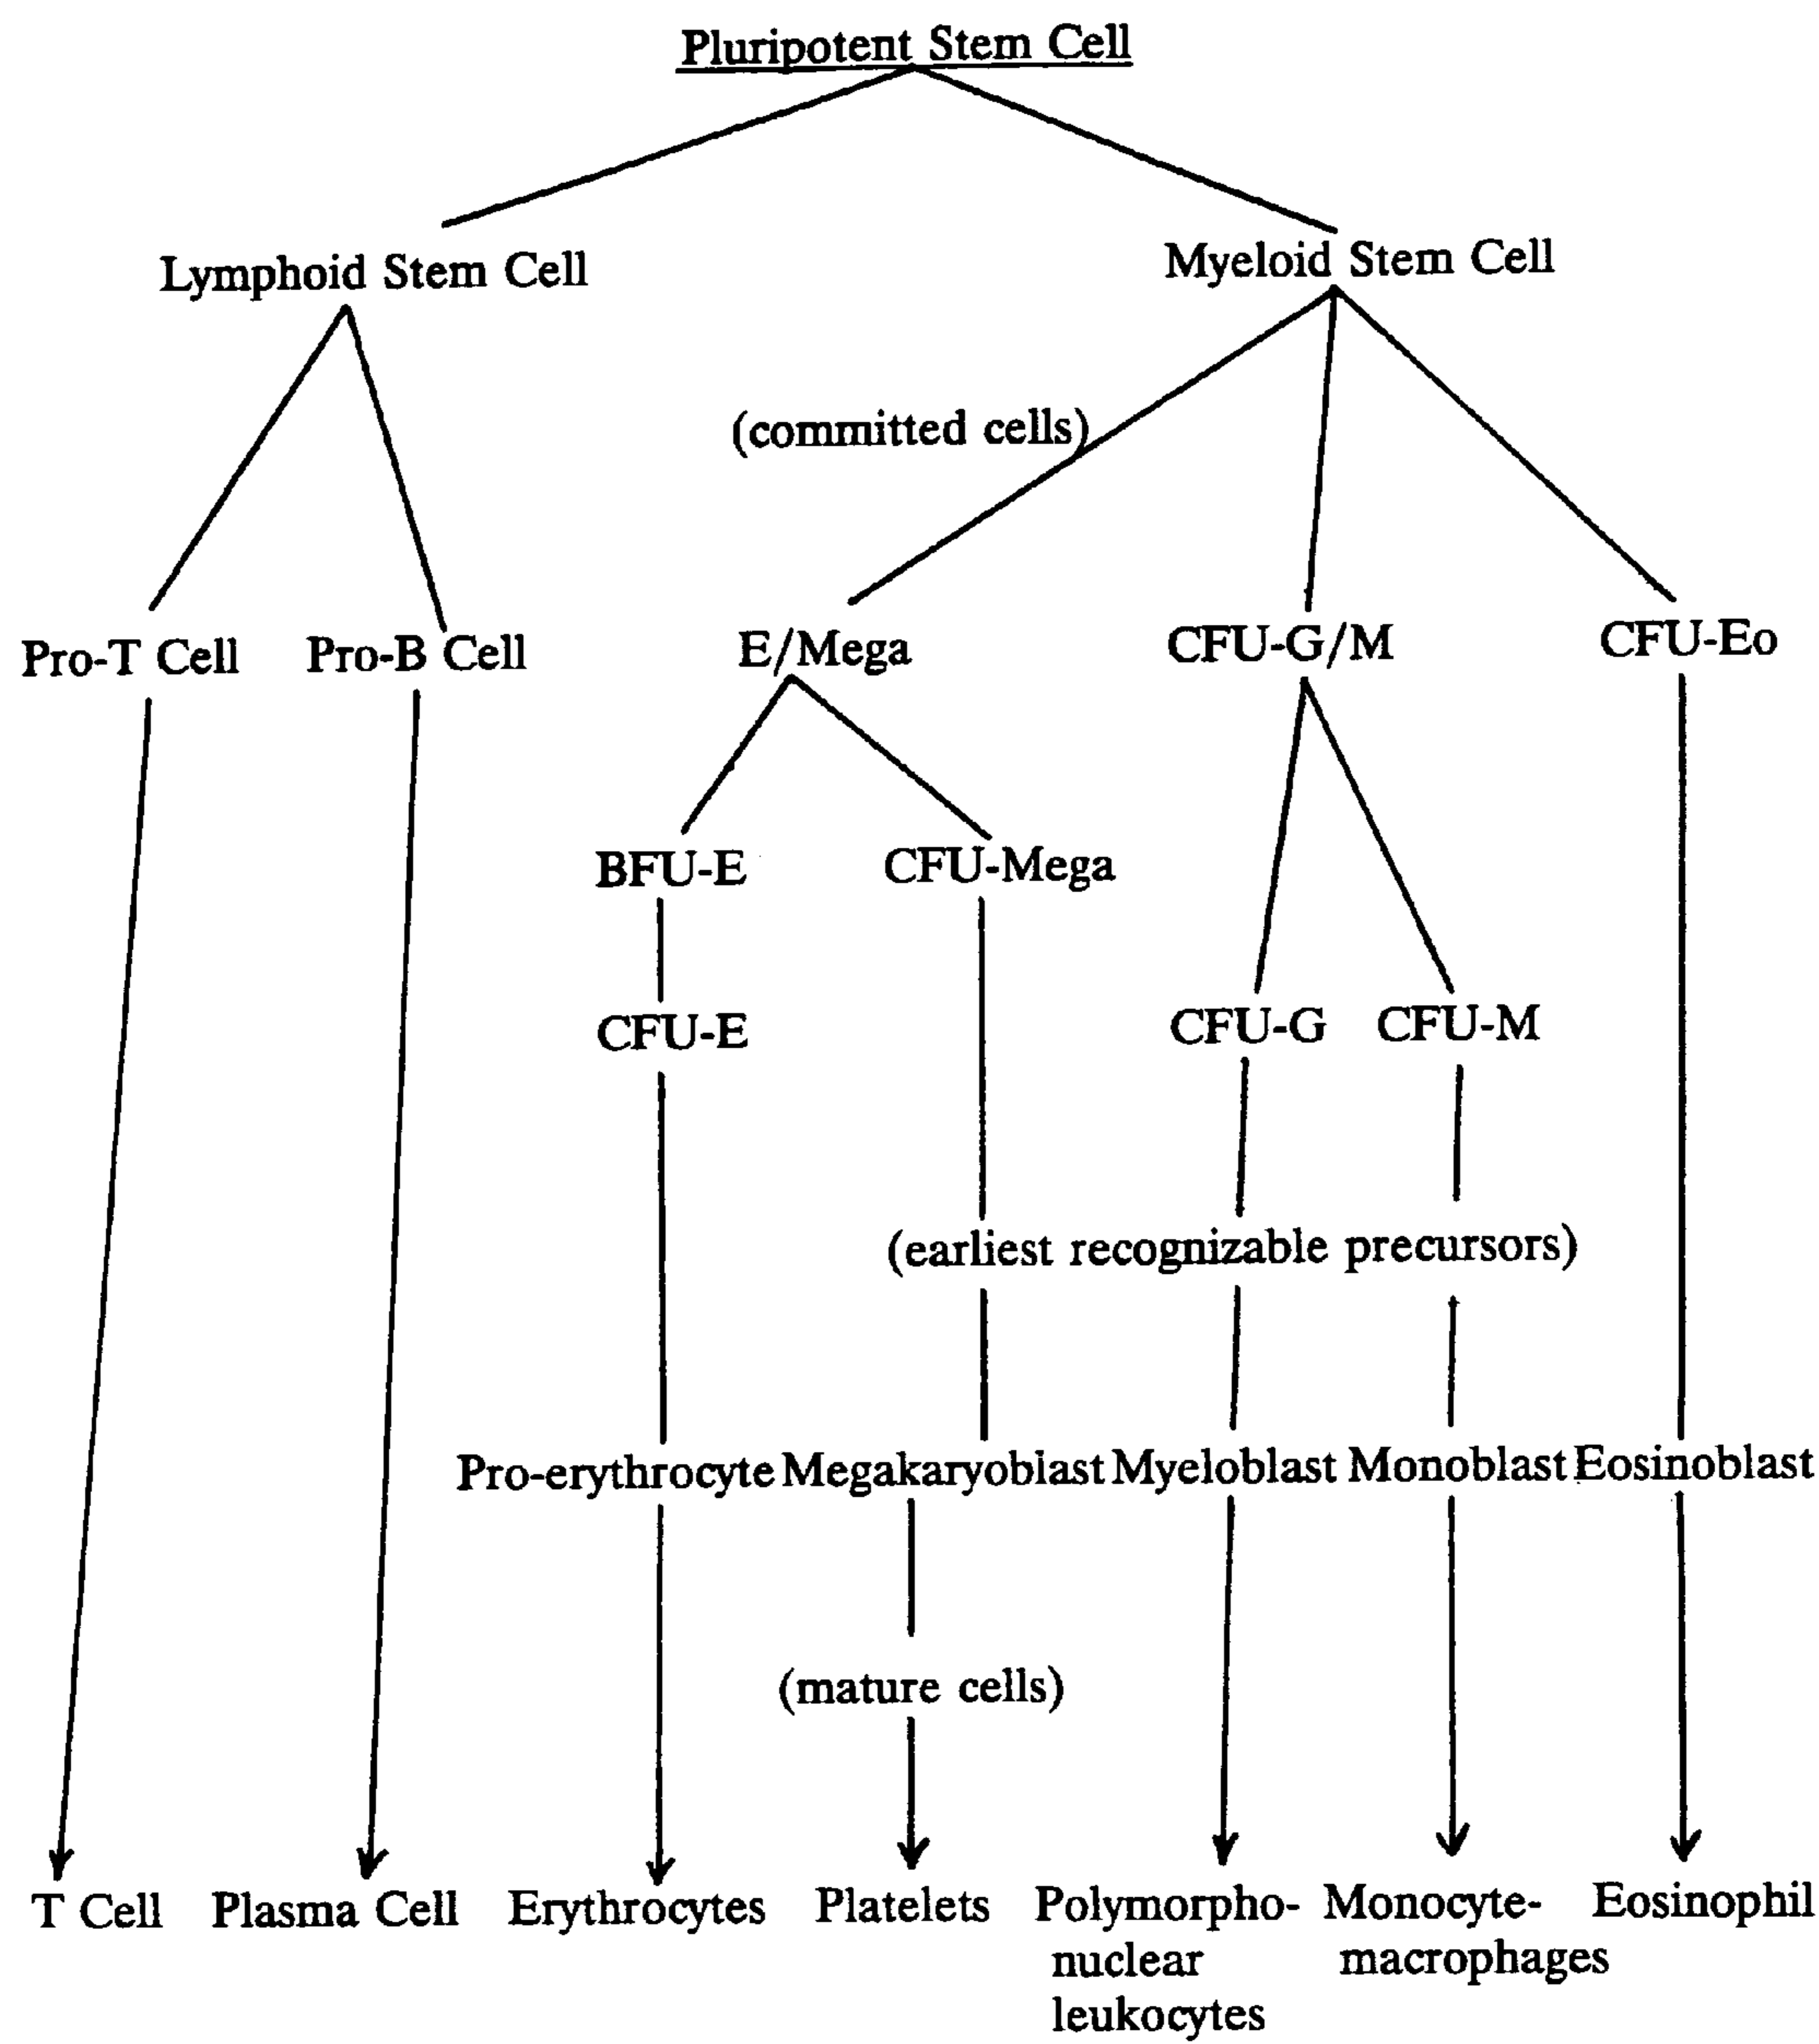 Pluripotent Stem Cell
Lymphoid Stem Cell
Myeloid Stem Cell
(committed cells)
Pro-T Cell
Pro-B Cell
E/Mega
CFU-G/M
CFU-Eo
BFU-E
CFU-Mega
CFU-E
CFU-G
CFU-M
(earliest recognizable precursors)
Pro-erythrocyte
Megakaryoblast
Myeloblast
Monoblast
Eosinoblast
(mature cells)
T Cell
Plasma Cell
Erythrocytes
Platelets
Polymorpho-
nuclear
leukocytes
Monocyte-
macrophages
Eosinophil